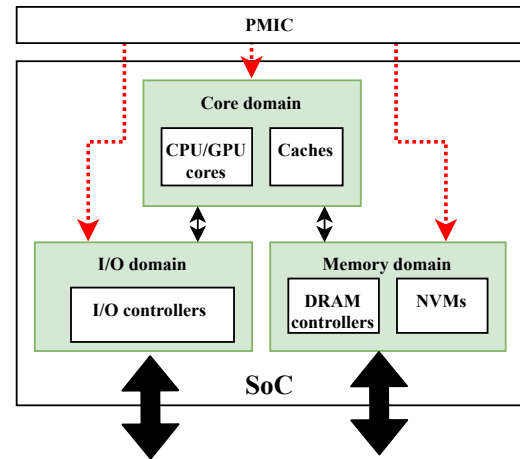 PMIC
Core domain
CPU/GPU
cores
Caches
I/O domain
I/O controllers
Memory domain
DRAM
controllers
NVMs
SoC